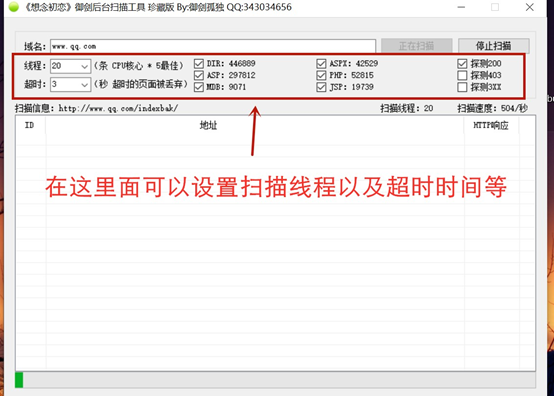 《想念初恋》御剑后台扫描工具 珍藏版 By:御剑孤独 QQ:343034656
域名: www.qq.com 正在扫描 停止扫描
线程: 20 (条 CPU核心 * 5最佳) DIR: 446889 ASPX: 42529 探测200
超时: 3 (秒 超时的页面被丢弃) ASP: 297812 PHP: 52815 探测403
MDB: 9071 JSP: 19739 探测3XX
扫描信息: http://www.qq.com/indexbak/ 扫描线程: 20 扫描速度: 504/秒
ID 地址 HTTP响应
在这里面可以设置扫描线程以及超时时间等